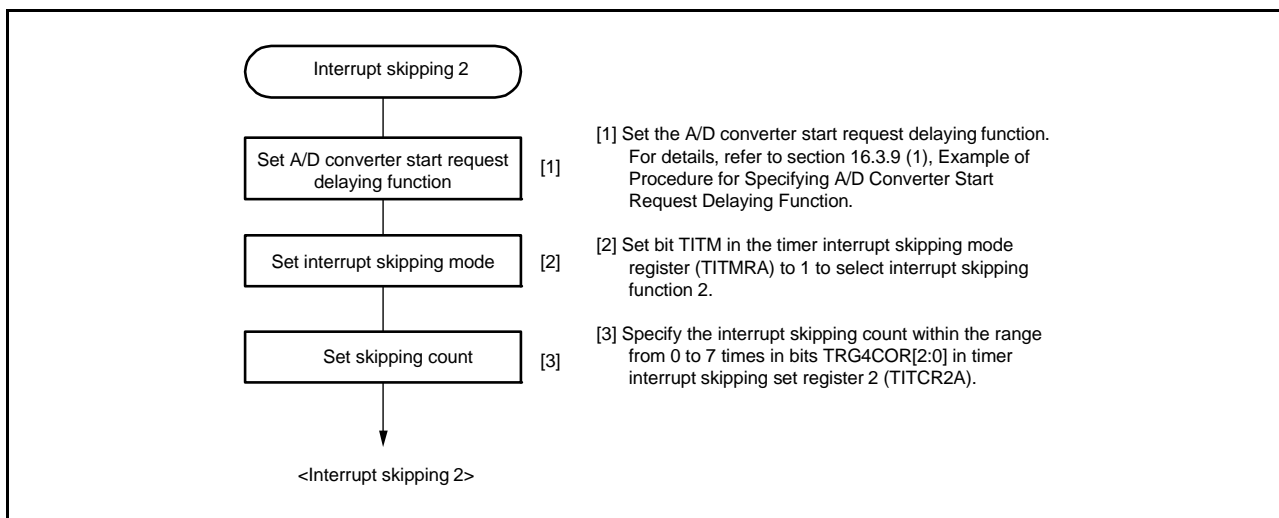 Interrupt skipping 2
Set A/D converter start request
delaying function
[1]
[1] Set the A/D converter start request delaying function.
For details, refer to section 16.3.9 (1), Example of
Procedure for Specifying A/D Converter Start
Request Delaying Function.
Set interrupt skipping mode
[2]
[2] Set bit TITM in the timer interrupt skipping mode
register (TITMRA) to 1 to select interrupt skipping
function 2.
Set skipping count
[3]
[3] Specify the interrupt skipping count within the range
from 0 to 7 times in bits TRG4COR[2:0] in timer
interrupt skipping set register 2 (TITCR2A).
<Interrupt skipping 2>